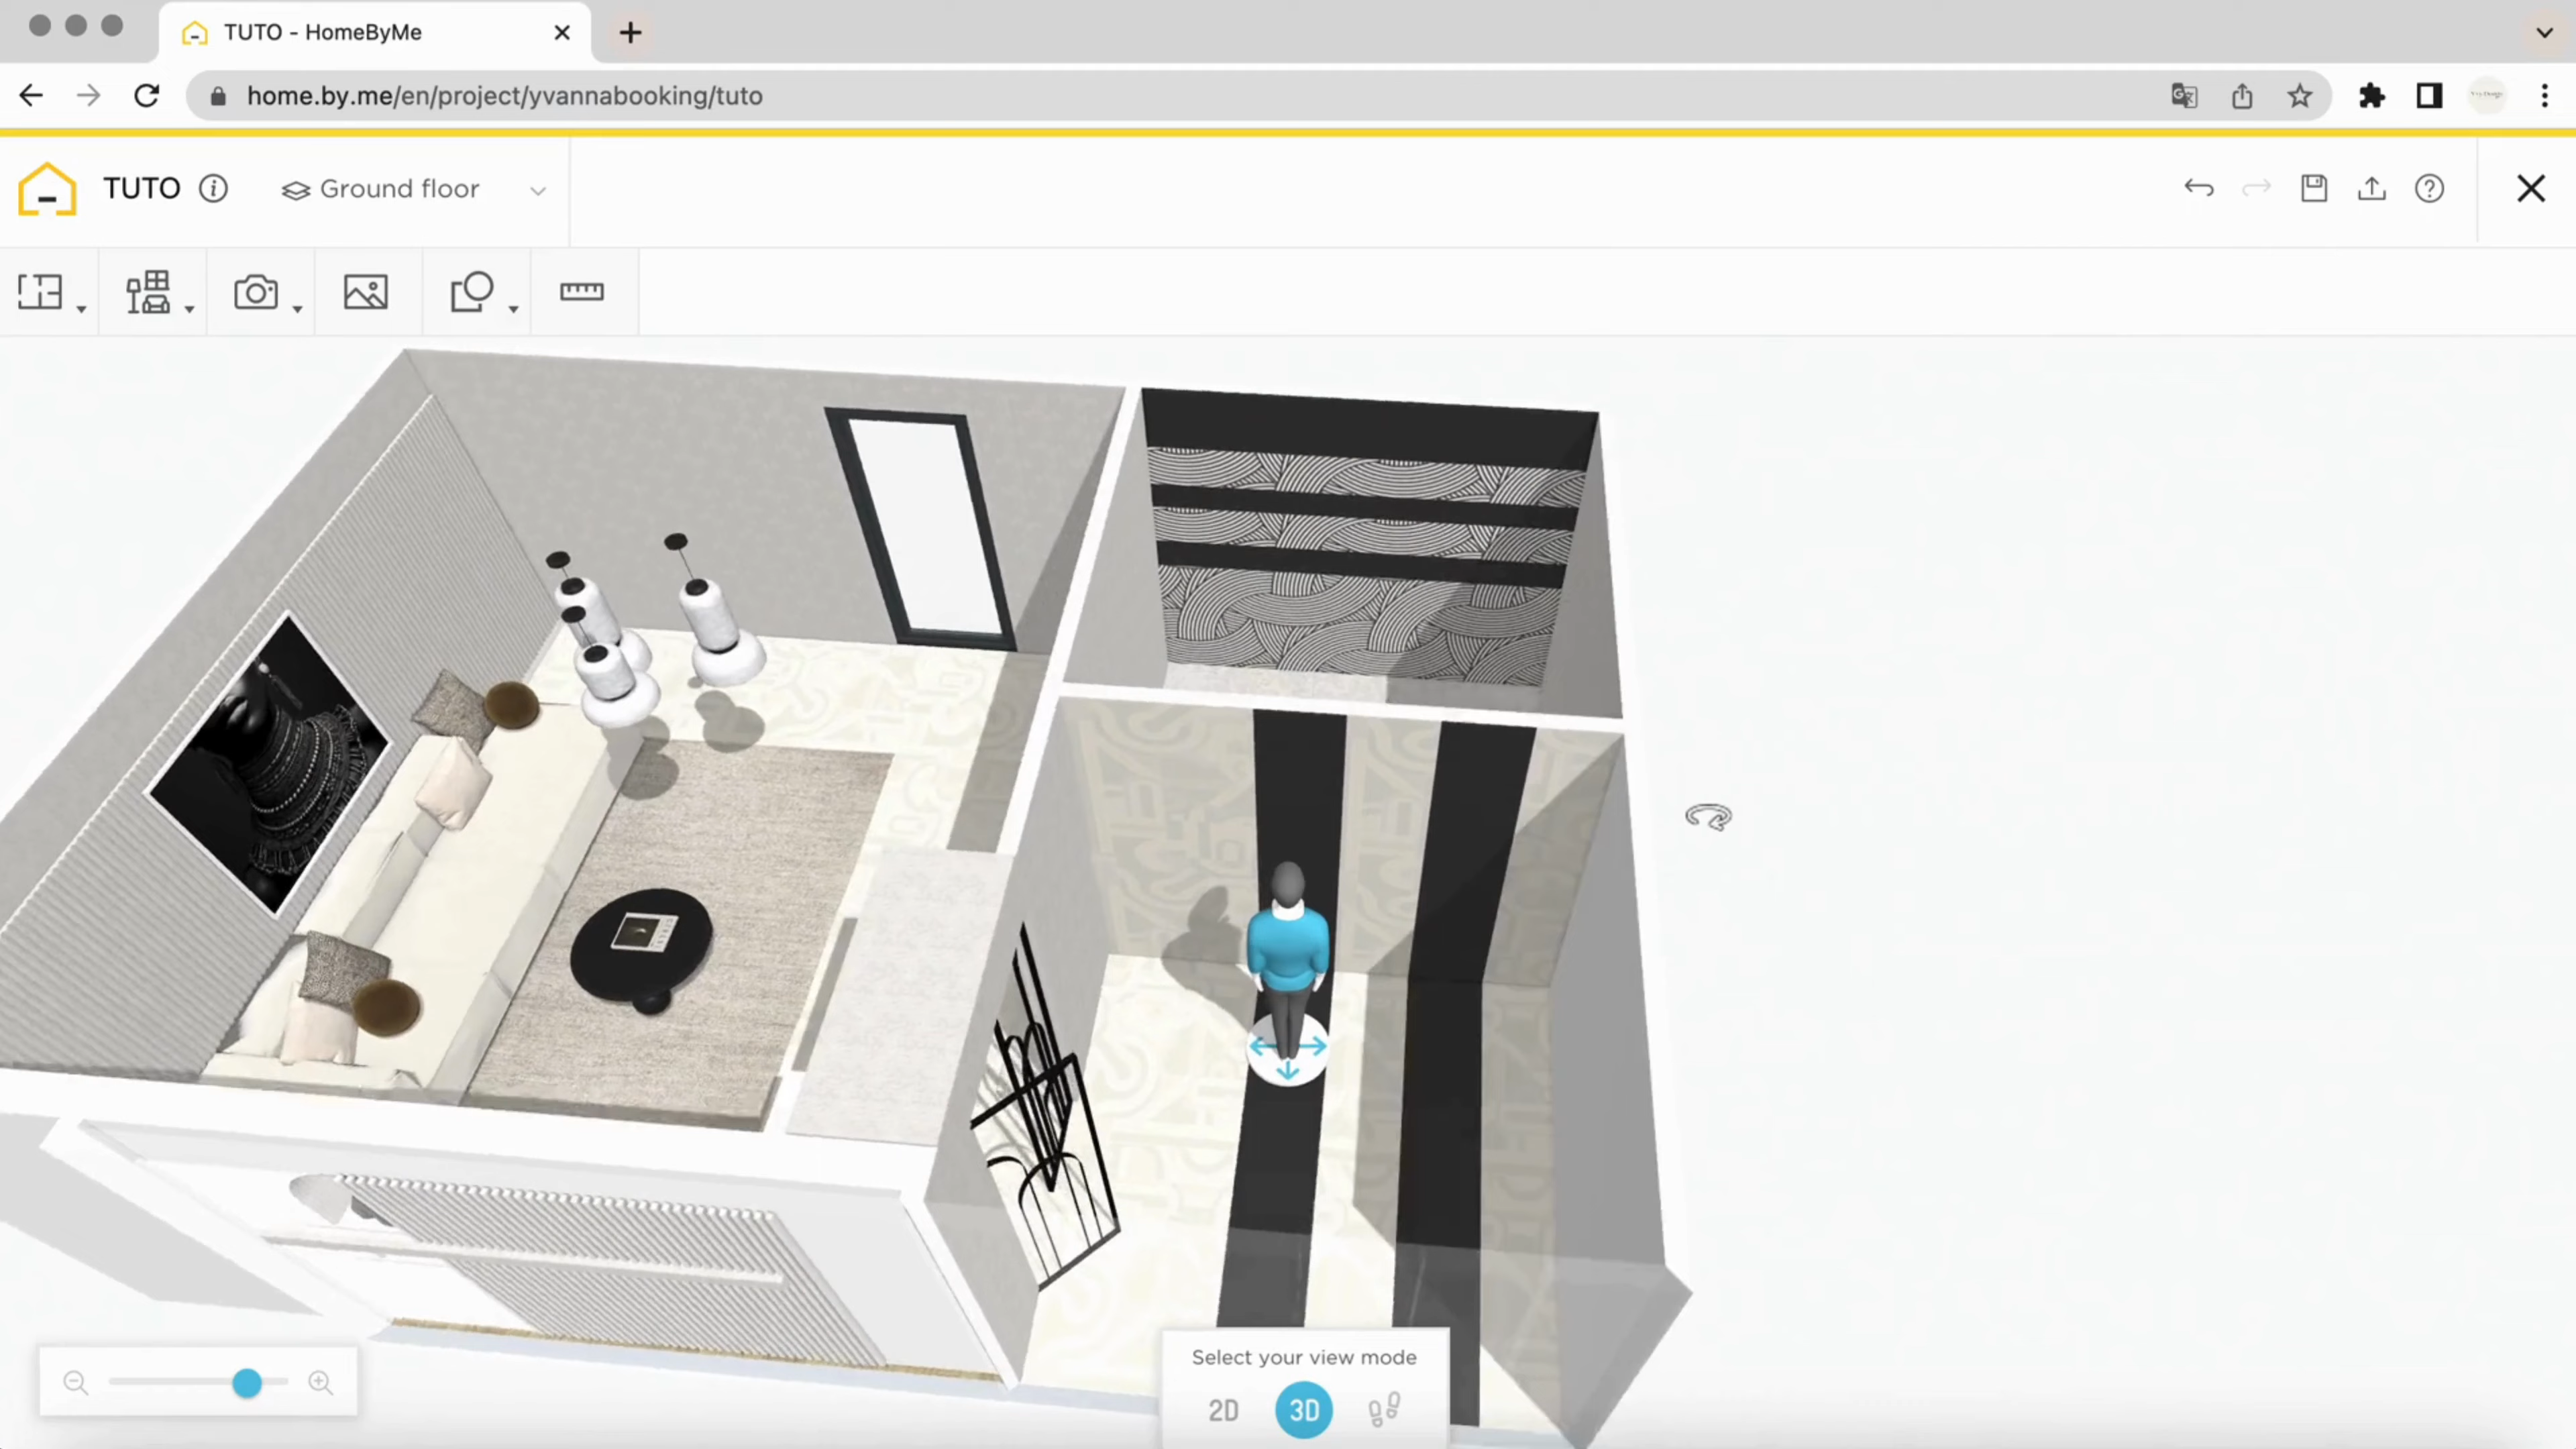 TUTO - HomeByMe
home.by.me/en/project/yvannabooking/tuto
TUTO
Ground floor
Select your view mode
2D
3D